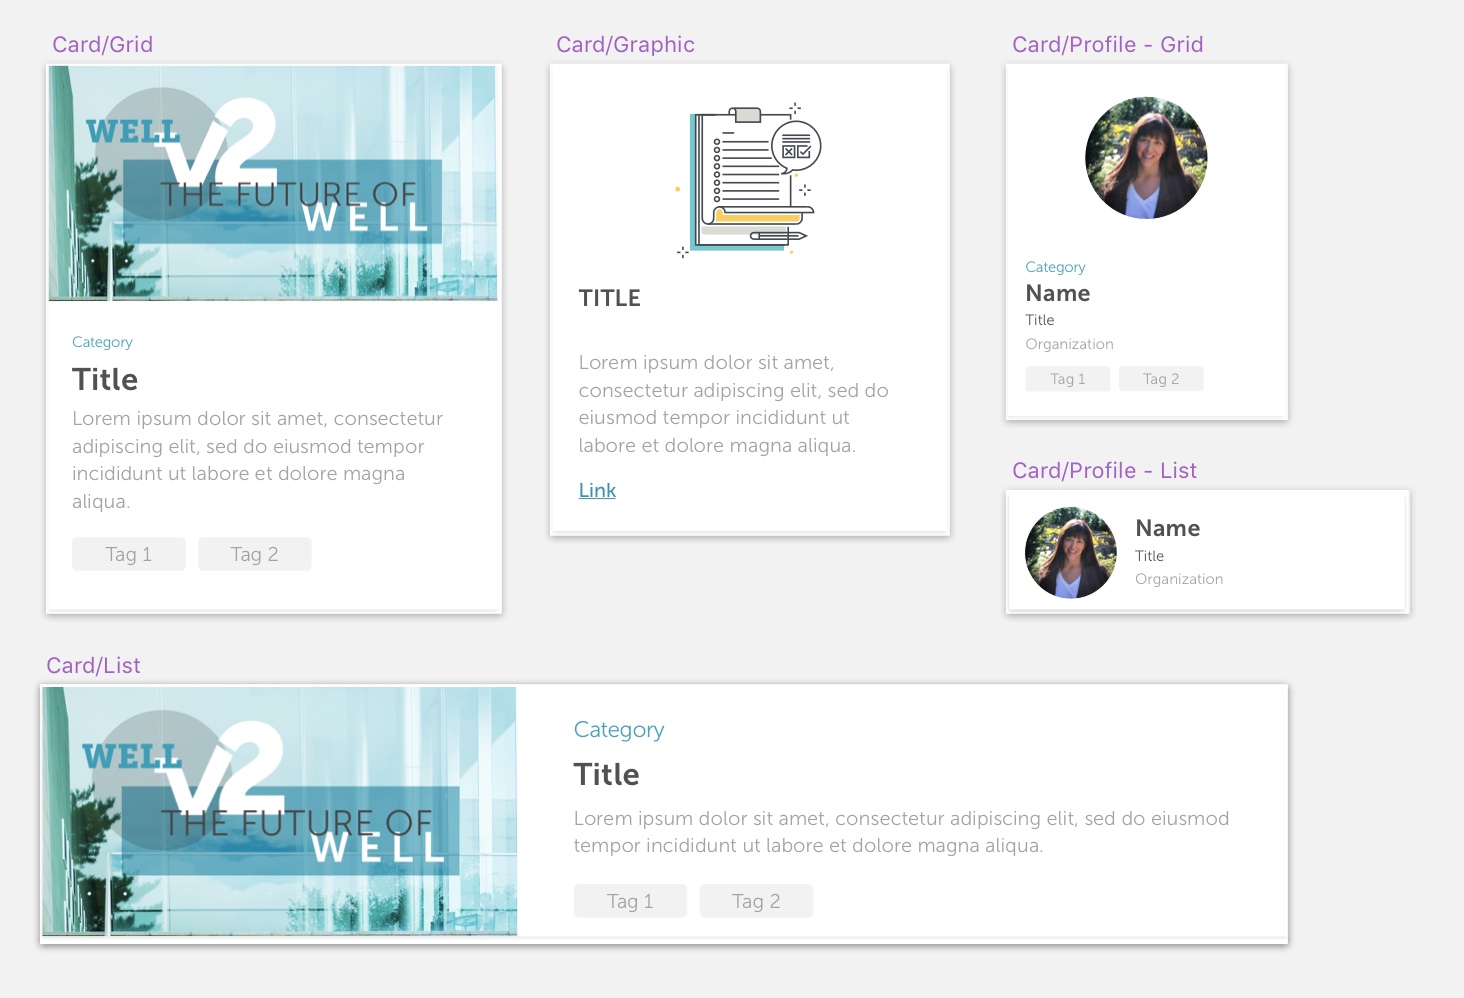 Card/Grid
WELL
v2
THE FUTURE OF
WELL
Category
Title
Lorem ipsum dolor sit amet, consectetur
adipiscing elit, sed do eiusmod tempor
incididunt ut labore et dolore magna
aliqua.
Tag 1 Tag 2
Card/Graphic
TITLE
Lorem ipsum dolor sit amet,
consectetur adipiscing elit, sed do
eiusmod tempor incididunt ut
labore et dolore magna aliqua.
Link
Card/Profile - Grid
Category
Name
Title
Organization
Tag 1 Tag 2
Card/Profile - List
Name
Title
Organization
Card/List
WELL
v2
THE FUTURE OF
WELL
Category
Title
Lorem ipsum dolor sit amet, consectetur adipiscing elit, sed do eiusmod
tempor incididunt ut labore et dolore magna aliqua.
Tag 1 Tag 2